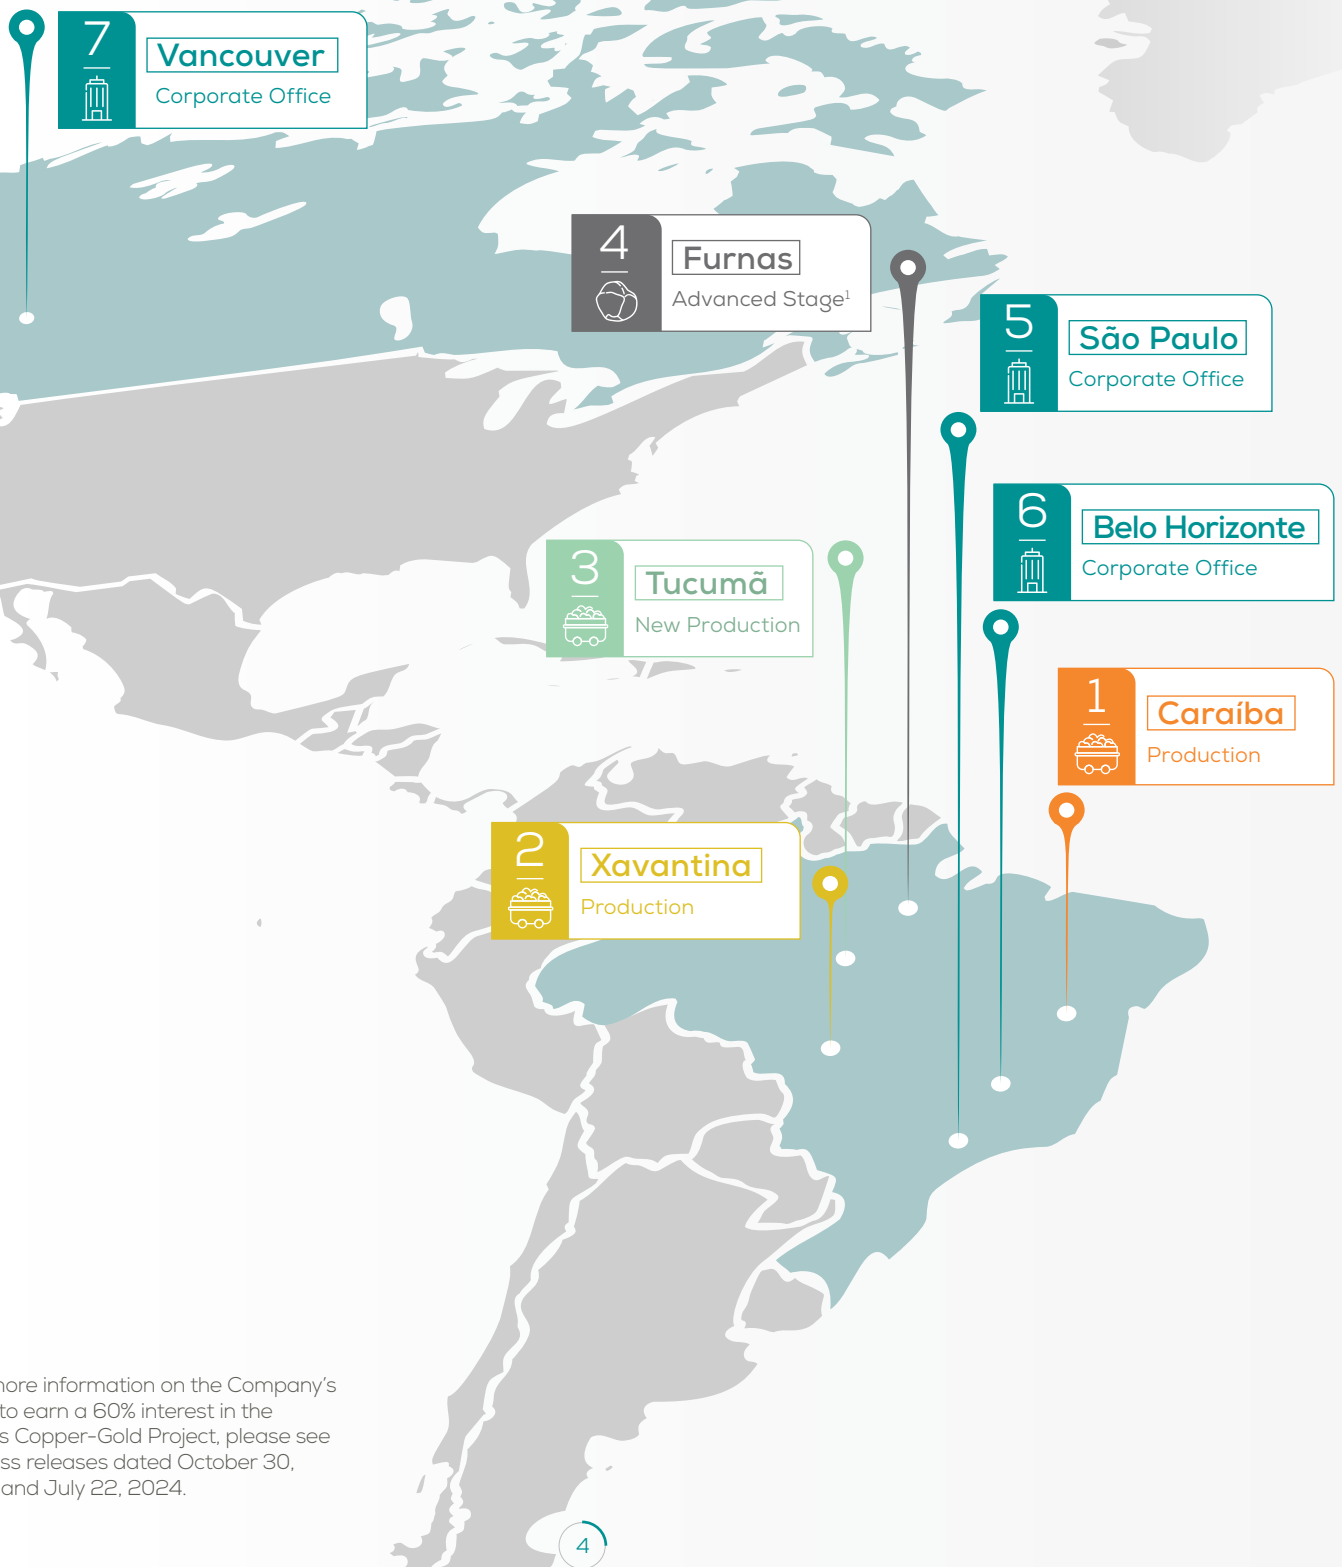 7
Vancouver
Corporate Office
4
Furnas
Advanced Stage¹
5
São Paulo
Corporate Office
6
Belo Horizonte
Corporate Office
3
Tucumã
New Production
1
Caraíba
Production
2
Xavantina
Production
more information on the Company's
to earn a 60% interest in the
s Copper-Gold Project, please see
ss releases dated October 30,
and July 22, 2024.
4